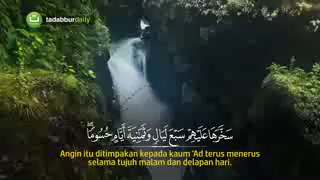 tadabburdaily
سَخَّرَهَا عَلَيْهِمْ سَبْعَ لَيَالٍ وَثَمَٰنِيَةَ أَيَّامٍ حُسُومًا ۖ
Angin itu ditimpakan kepada kaum 'Ad terus menerus
selama tujuh malam dan delapan hari.